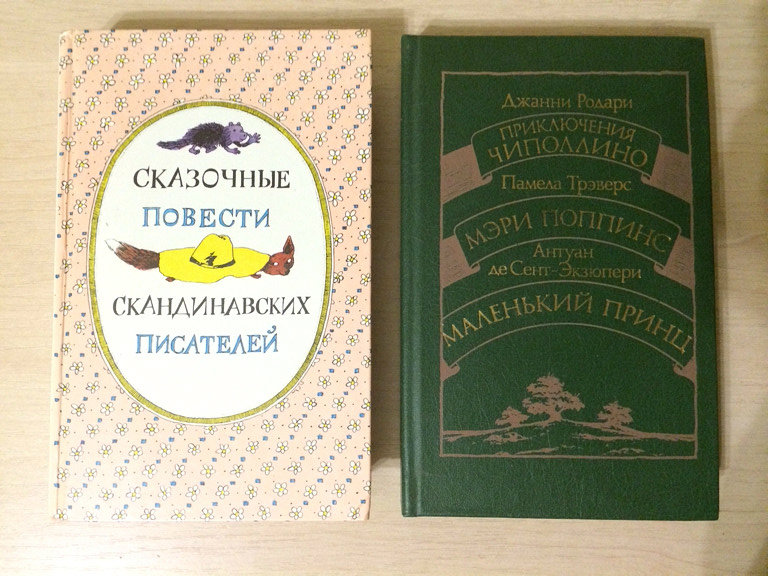 СКАЗОЧНЫЕ
ПОВЕСТИ
СКАНДИНАВСКИХ
ПИСАТЕЛЕЙ
Джанни Родари
ПРИКЛЮЧЕНИЯ
ЧИПОЛЛИНО
Памела Трэверс
МЭРИ ПОППИНС
Антуан
де Сент-Экзюпери
МАЛЕНЬКИЙ ПРИНЦ